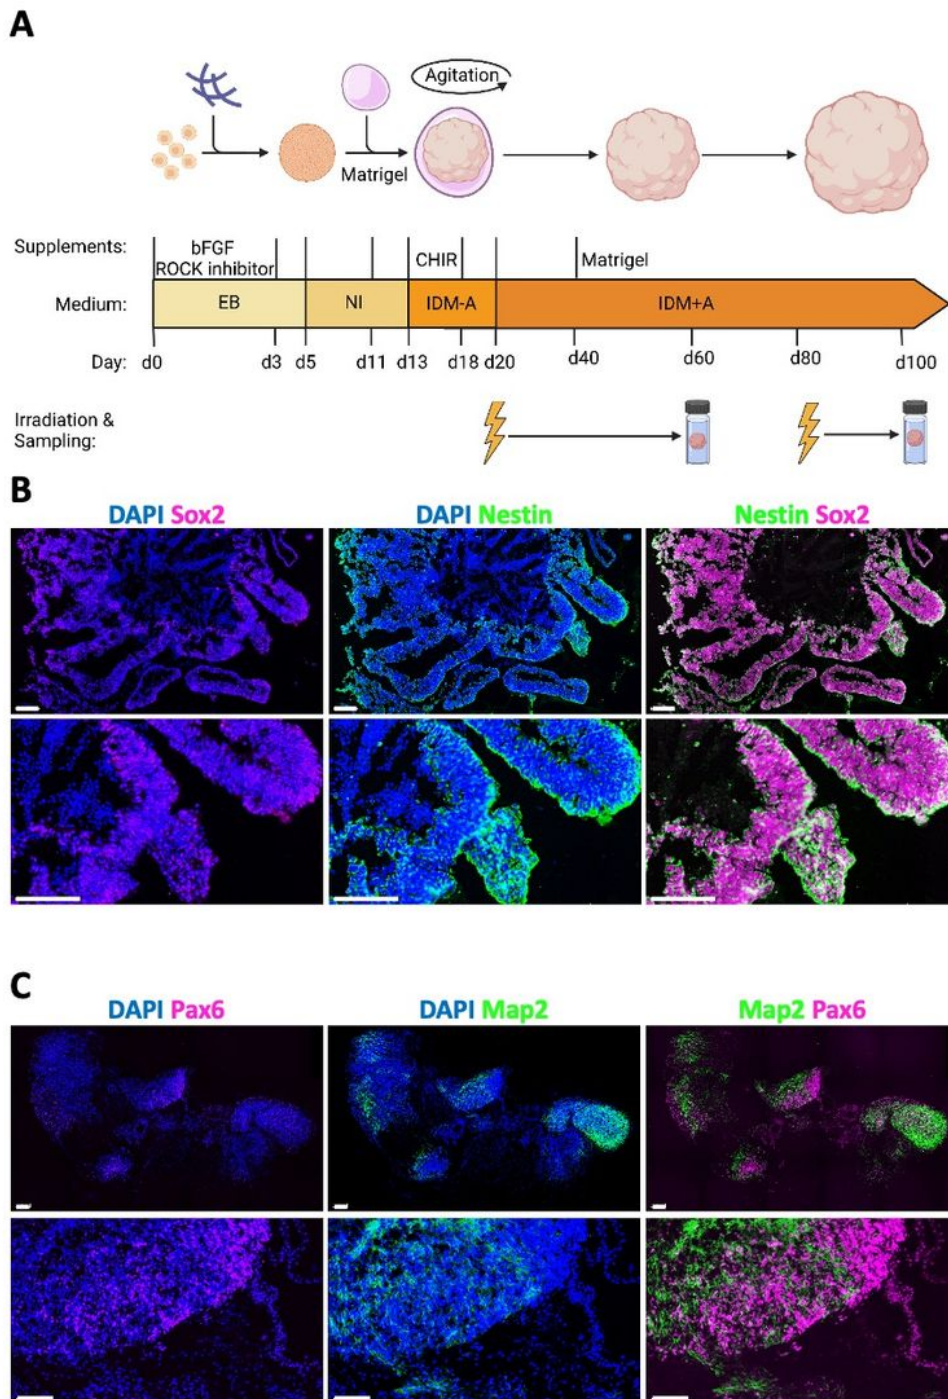 A
Agitation
Matrigel
Supplements:
bFGF
ROCK inhibitor
CHIR
Matrigel
Medium:
EB
NI
IDM-A
IDM+A
Day:
d0
d3
d5
d11
d13
d18
d20
d40
d60
d80
d100
Irradiation &
Sampling:
B
DAPI Sox2
DAPI Nestin
Nestin Sox2
C
DAPI Pax6
DAPI Map2
Map2 Pax6